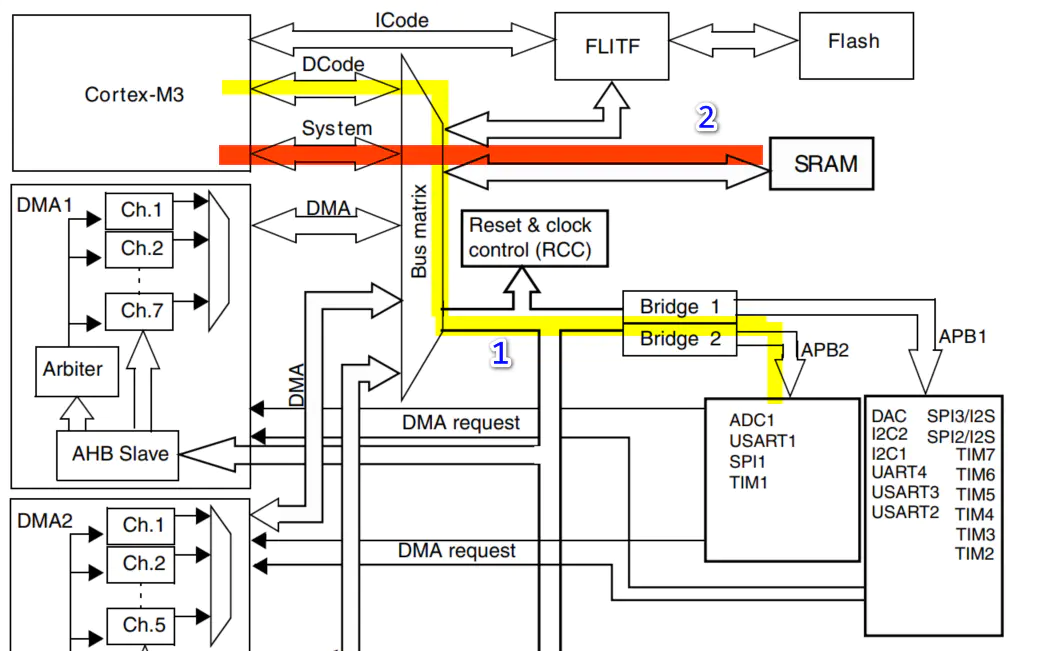 ICode
FLITF
Flash
DCode
Cortex-M3
2
System
SRAM
DMA1
Ch.1
Ch.2
Ch.7
DMA
Bus matrix
Reset & clock
control (RCC)
Bridge 1
Bridge 2
1
APB2
APB1
Arbiter
DMA
AHB Slave
DMA request
ADC1
USART1
SPI1
TIM1
DAC SPI3/I2S
I2C2 SPI2/I2S
I2C1 TIM7
UART4 TIM6
USART3 TIM5
USART2 TIM4
TIM3
TIM2
DMA2
Ch.1
Ch.2
Ch.5
DMA request